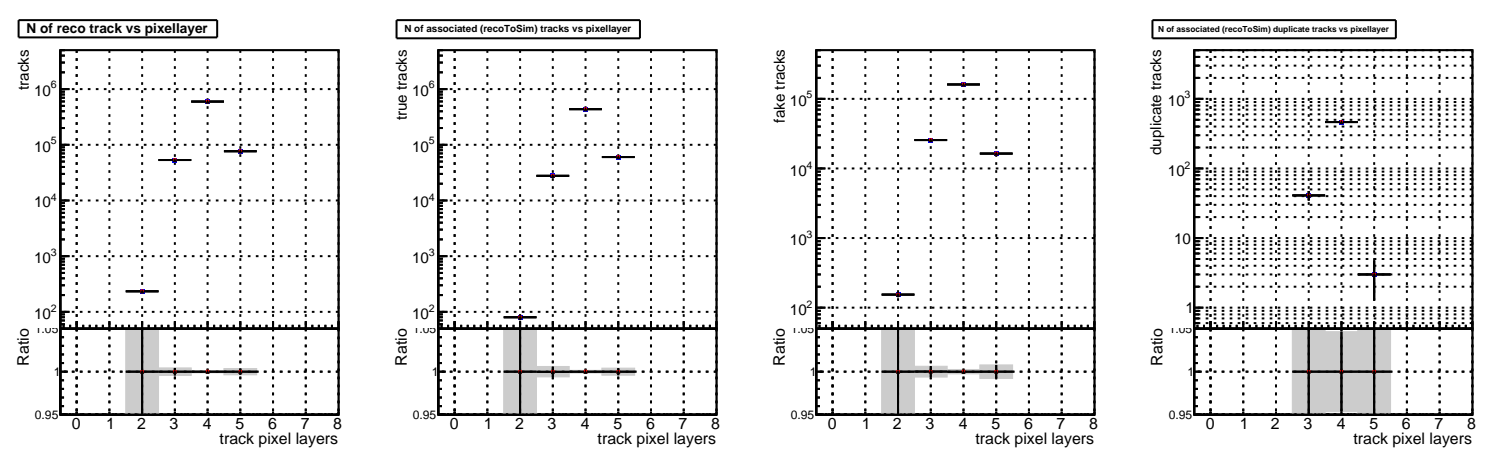 N of reco track vs pixellayer
tracks
10^6
10^5
10^4
10^3
10^2
Ratio
1.05
1
0.95
0 1 2 3 4 5 6 7 8
track pixel layers
N of associated (recoToSim) tracks vs pixellayer
true tracks
10^6
10^5
10^4
10^3
10^2
Ratio
1.05
1
0.95
0 1 2 3 4 5 6 7 8
track pixel layers
fake tracks
10^5
10^4
10^3
10^2
Ratio
1.05
1
0.95
0 1 2 3 4 5 6 7 8
track pixel layers
N of associated (recoToSim) duplicate tracks vs pixellayer
duplicate tracks
10^3
10^2
10
1
Ratio
1.05
1
0.95
0 1 2 3 4 5 6 7 8
track pixel layers